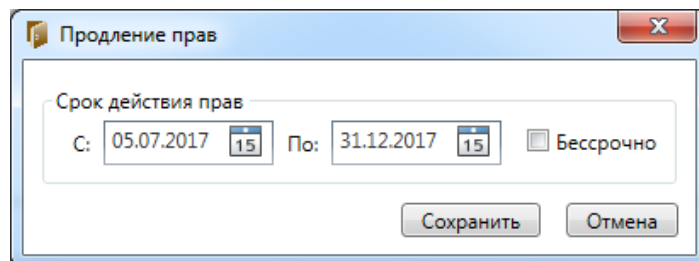 Продление прав
Срок действия прав
С: 05.07.2017 15 По: 31.12.2017 15 Бессрочно
Сохранить Отмена